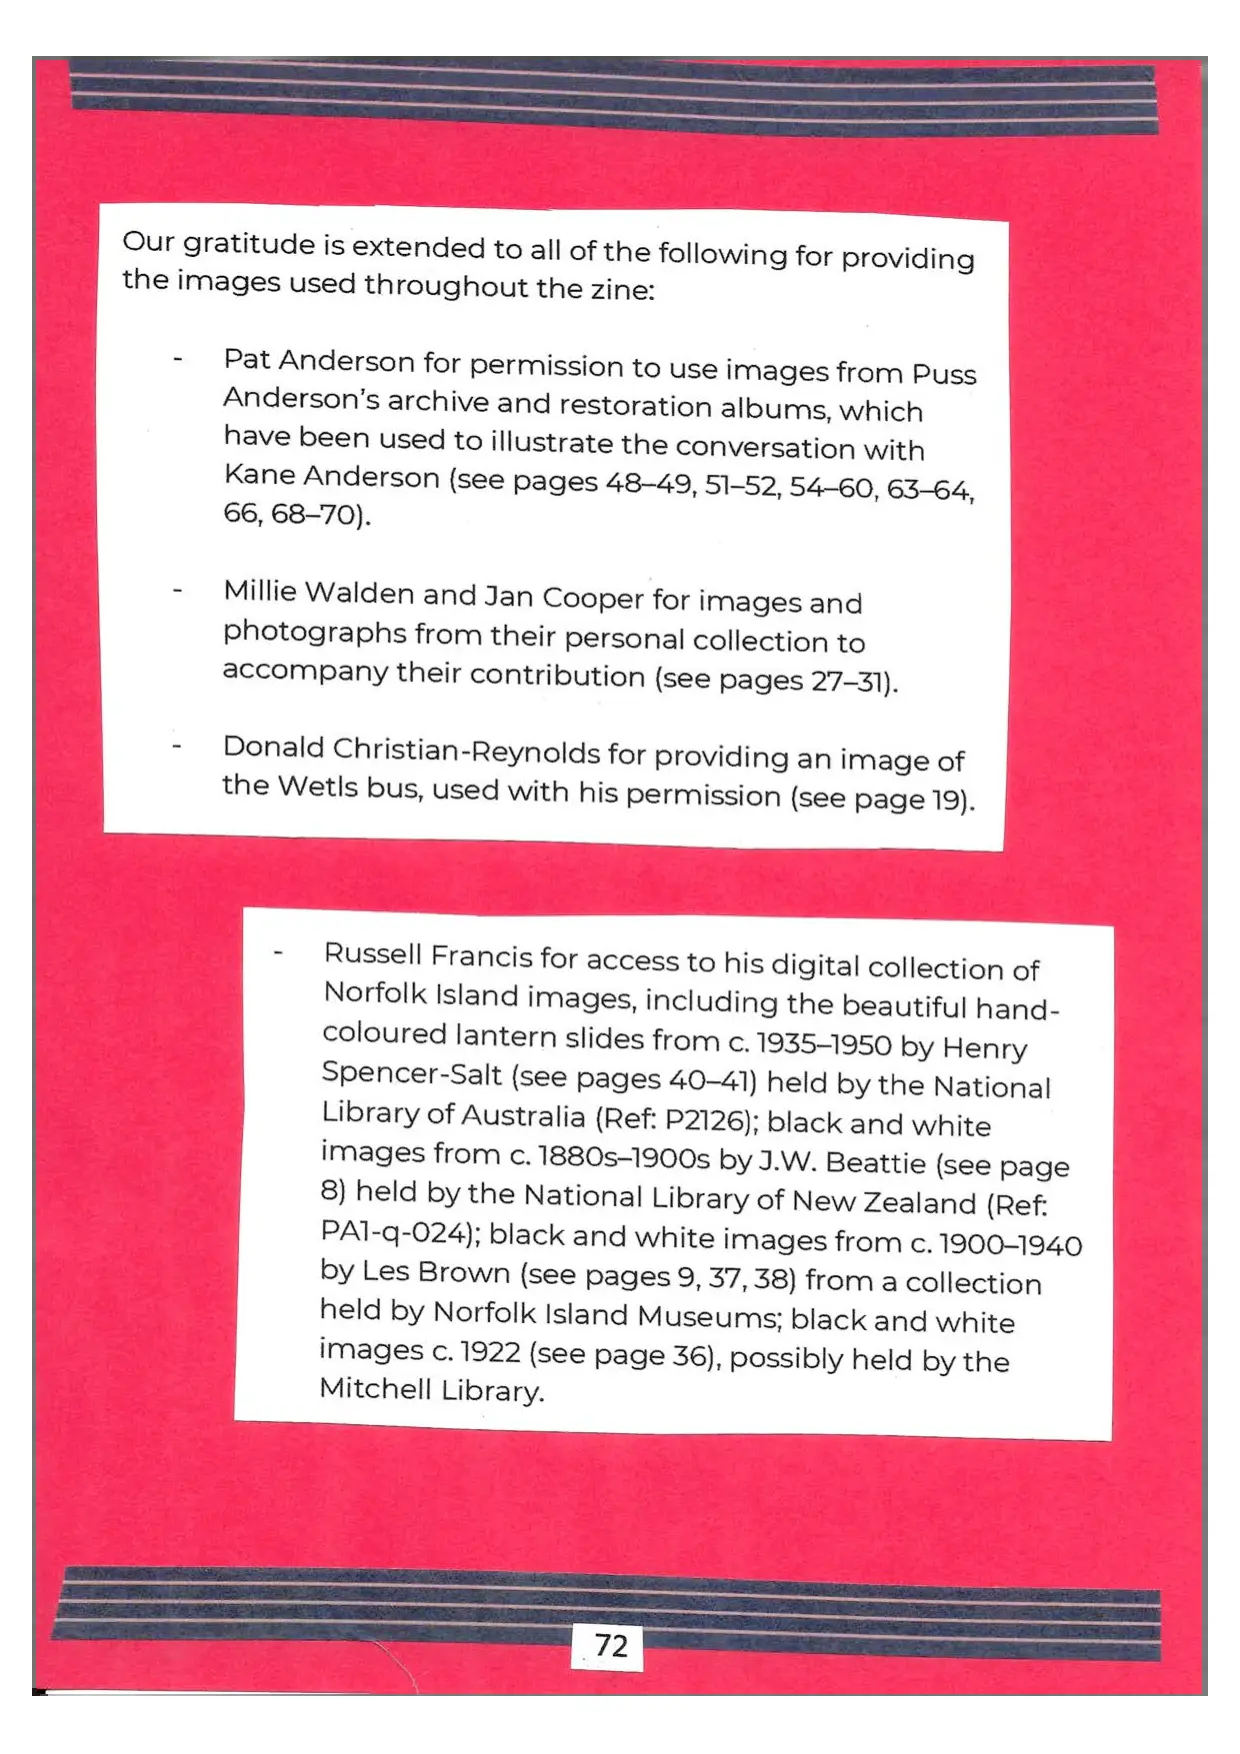 Our gratitude is extended to all of the following for providing
the images used throughout the zine:
- Pat Anderson for permission to use images from Puss
Anderson's archive and restoration albums, which
have been used to illustrate the conversation with
Kane Anderson (see pages 48–49, 51–52, 54–60, 63–64,
66, 68–70).
- Millie Walden and Jan Cooper for images and
photographs from their personal collection to
accompany their contribution (see pages 27–31).
- Donald Christian-Reynolds for providing an image of
the Wetls bus, used with his permission (see page 19).
- Russell Francis for access to his digital collection of
Norfolk Island images, including the beautiful hand-
coloured lantern slides from c. 1935–1950 by Henry
Spencer-Salt (see pages 40–41) held by the National
Library of Australia (Ref: P2126); black and white
images from c. 1880s–1900s by J.W. Beattie (see page
8) held by the National Library of New Zealand (Ref:
PA1-q-024); black and white images from c. 1900–1940
by Les Brown (see pages 9, 37, 38) from a collection
held by Norfolk Island Museums; black and white
images c. 1922 (see page 36), possibly held by the
Mitchell Library.
72